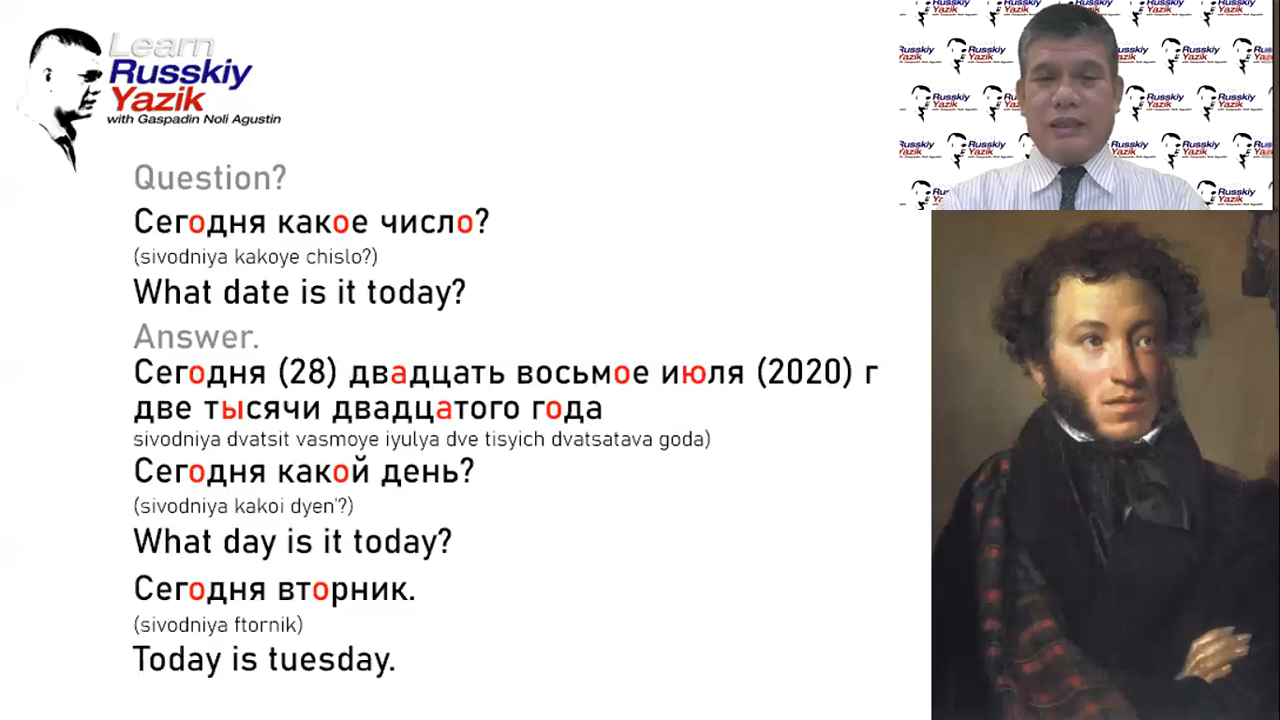 Learn
Russkiy
Yazik
with Gaspadin Noli Agustin
Question?
Сегодня какое число?
(sivodniya kakoye chislo?)
What date is it today?
Answer.
Сегодня (28) двадцать восьмое июля (2020) г
две тысячи двадцатого года
sivodniya dvatsit vasmoye iyulya dve tisyich dvatsatava goda)
Сегодня какой день?
(sivodniya kakoi dyen'?)
What day is it today?
Сегодня вторник.
(sivodniya ftornik)
Today is tuesday.